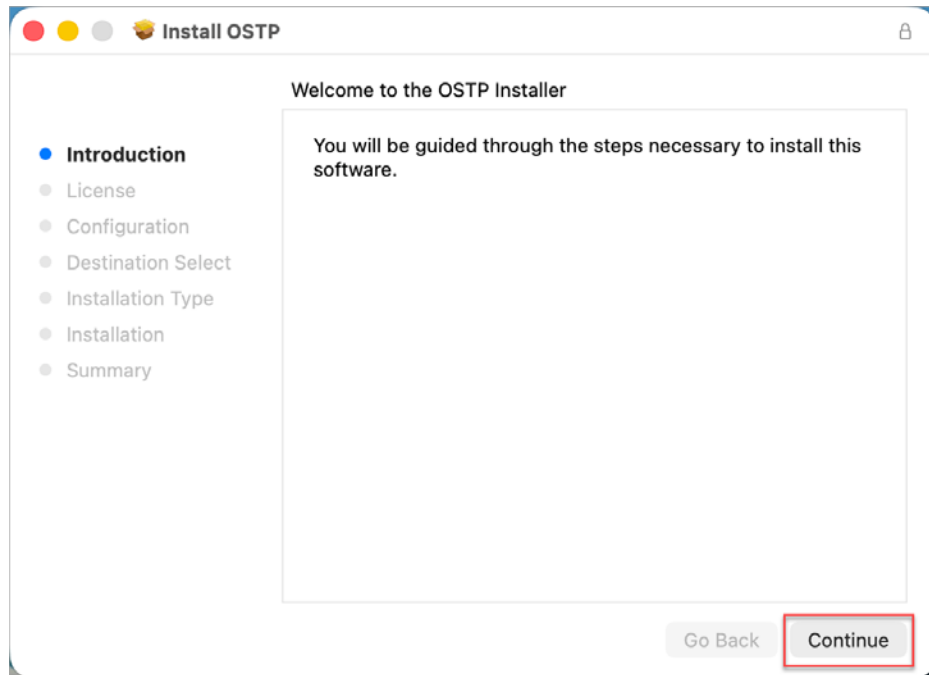 Install OSTP
Welcome to the OSTP Installer
Introduction
License
Configuration
Destination Select
Installation Type
Installation
Summary
You will be guided through the steps necessary to install this
software.
Go Back
Continue